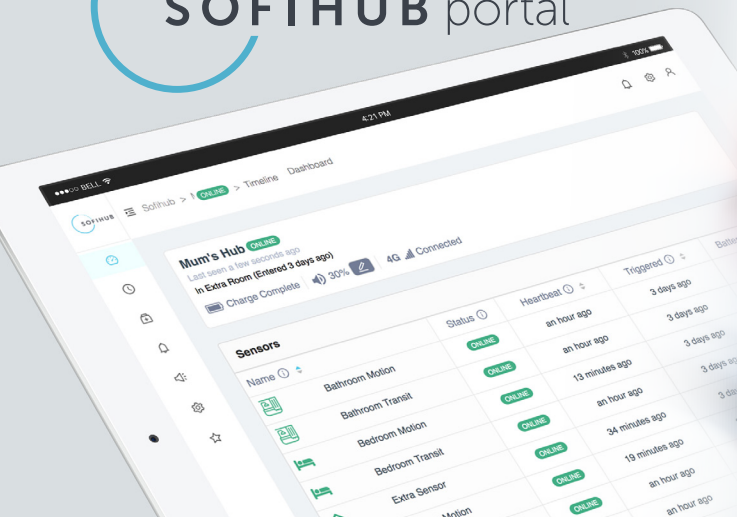 SOFIHUB portal
●●●○○ BELL 4:21 PM 100%
SOFIHUB Sofihub > ONLINE > Timeline Dashboard
Mum's Hub ONLINE
Last seen a few seconds ago
In Extra Room (Entered 3 days ago)
Charge Complete 30% 4G Connected
Sensors
Name Status Heartbeat Triggered
Bathroom Motion ONLINE an hour ago 3 days ago
Bathroom Transit ONLINE an hour ago 3 days ago
Bedroom Motion ONLINE 13 minutes ago 3 days ago
Bedroom Transit ONLINE an hour ago 3 days ago
Extra Sensor ONLINE 34 minutes ago
Motion ONLINE 19 minutes ago
ONLINE an hour ago
an hour ago